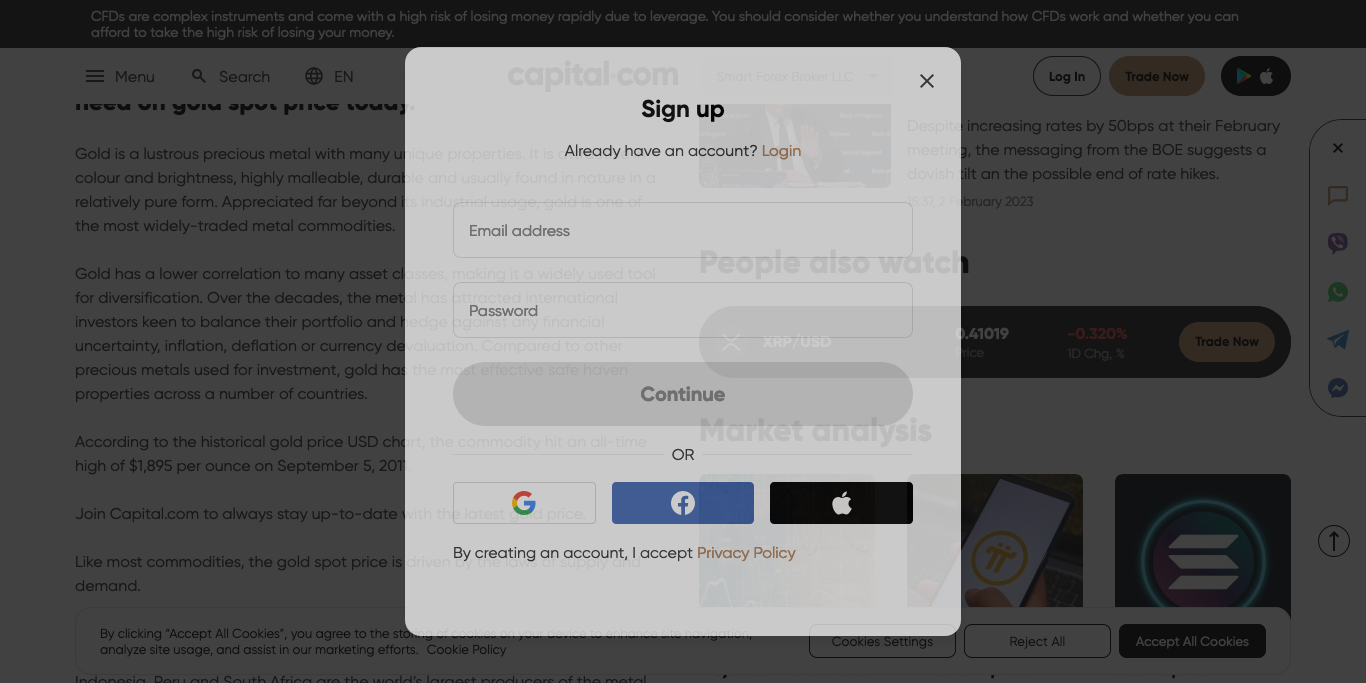 CFDs are complex instruments and come with a high risk of losing money rapidly due to leverage. You should consider whether you understand how CFDs work and whether you can
afford to take the high risk of losing your money.
Menu
Search
EN
capital.com
Smart Forex Broker LLC
Log In
Trade Now
need on gold spot price today.
Sign up
Already have an account? Login
Email address
Password
Continue
OR
By creating an account, I accept Privacy Policy
Gold is a lustrous precious metal with many unique properties. It is
colour and brightness, highly malleable, durable and usually found in nature in a
relatively pure form. Appreciated far beyond its industrial usage, gold is one of
the most widely-traded metal commodities.
Gold has a lower correlation to many asset classes, making it a widely used tool
for diversification. Over the decades, the metal has attracted international
investors keen to balance their portfolio and hedge against any financial
uncertainty, inflation, deflation or currency devaluation. Compared to other
precious metals used for investment, gold has the most effective safe haven
properties across a number of countries.
According to the historical gold price USD chart, the commodity hit an all-time
high of $1,895 per ounce on September 5, 2011.
Join Capital.com to always stay up-to-date with the latest gold price.
Like most commodities, the gold spot price is driven by the laws of supply and
demand.
Indonesia, Peru and South Africa are the world's largest producers of the metal
Despite increasing rates by 50bps at their February
meeting, the messaging from the BOE suggests a
dovish tilt an the possible end of rate hikes.
15:37, 2 February 2023
People also watch
XRP/USD
0.41019
Price
-0.320%
1D Chg, %
Trade Now
Market analysis
By clicking “Accept All Cookies”, you agree to the storing of cookies on your device to enhance site navigation,
analyze site usage, and assist in our marketing efforts. Cookie Policy
Cookies Settings
Reject All
Accept All Cookies